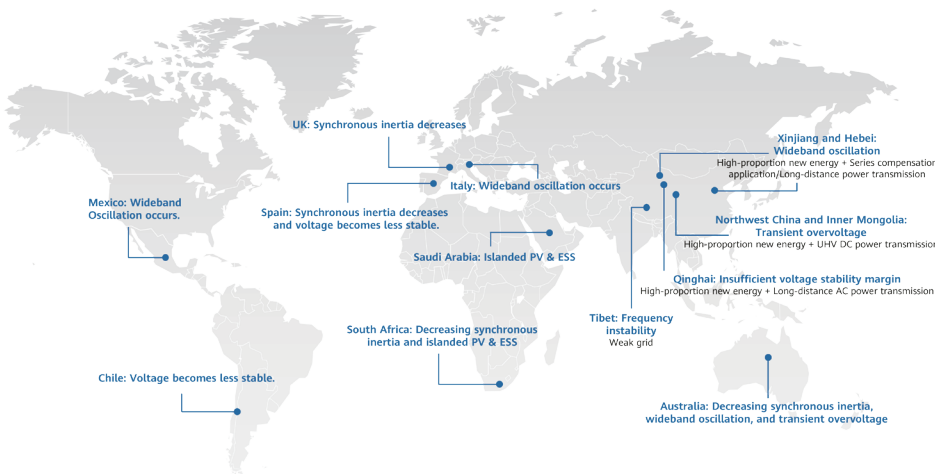 UK: Synchronous inertia decreases
Xinjiang and Hebei:
Wideband oscillation
High-proportion new energy + Series compensation
application/Long-distance power transmission
Italy: Wideband oscillation occurs
Mexico: Wideband
Oscillation occurs.
Spain: Synchronous inertia decreases
and voltage becomes less stable.
Northwest China and Inner Mongolia:
Transient overvoltage
High-proportion new energy + UHV DC power transmission
Saudi Arabia: Islanded PV & ESS
Qinghai: Insufficient voltage stability margin
High-proportion new energy + Long-distance AC power transmission
Tibet: Frequency
instability
Weak grid
South Africa: Decreasing synchronous
inertia and islanded PV & ESS
Chile: Voltage becomes less stable.
Australia: Decreasing synchronous inertia,
wideband oscillation, and transient overvoltage